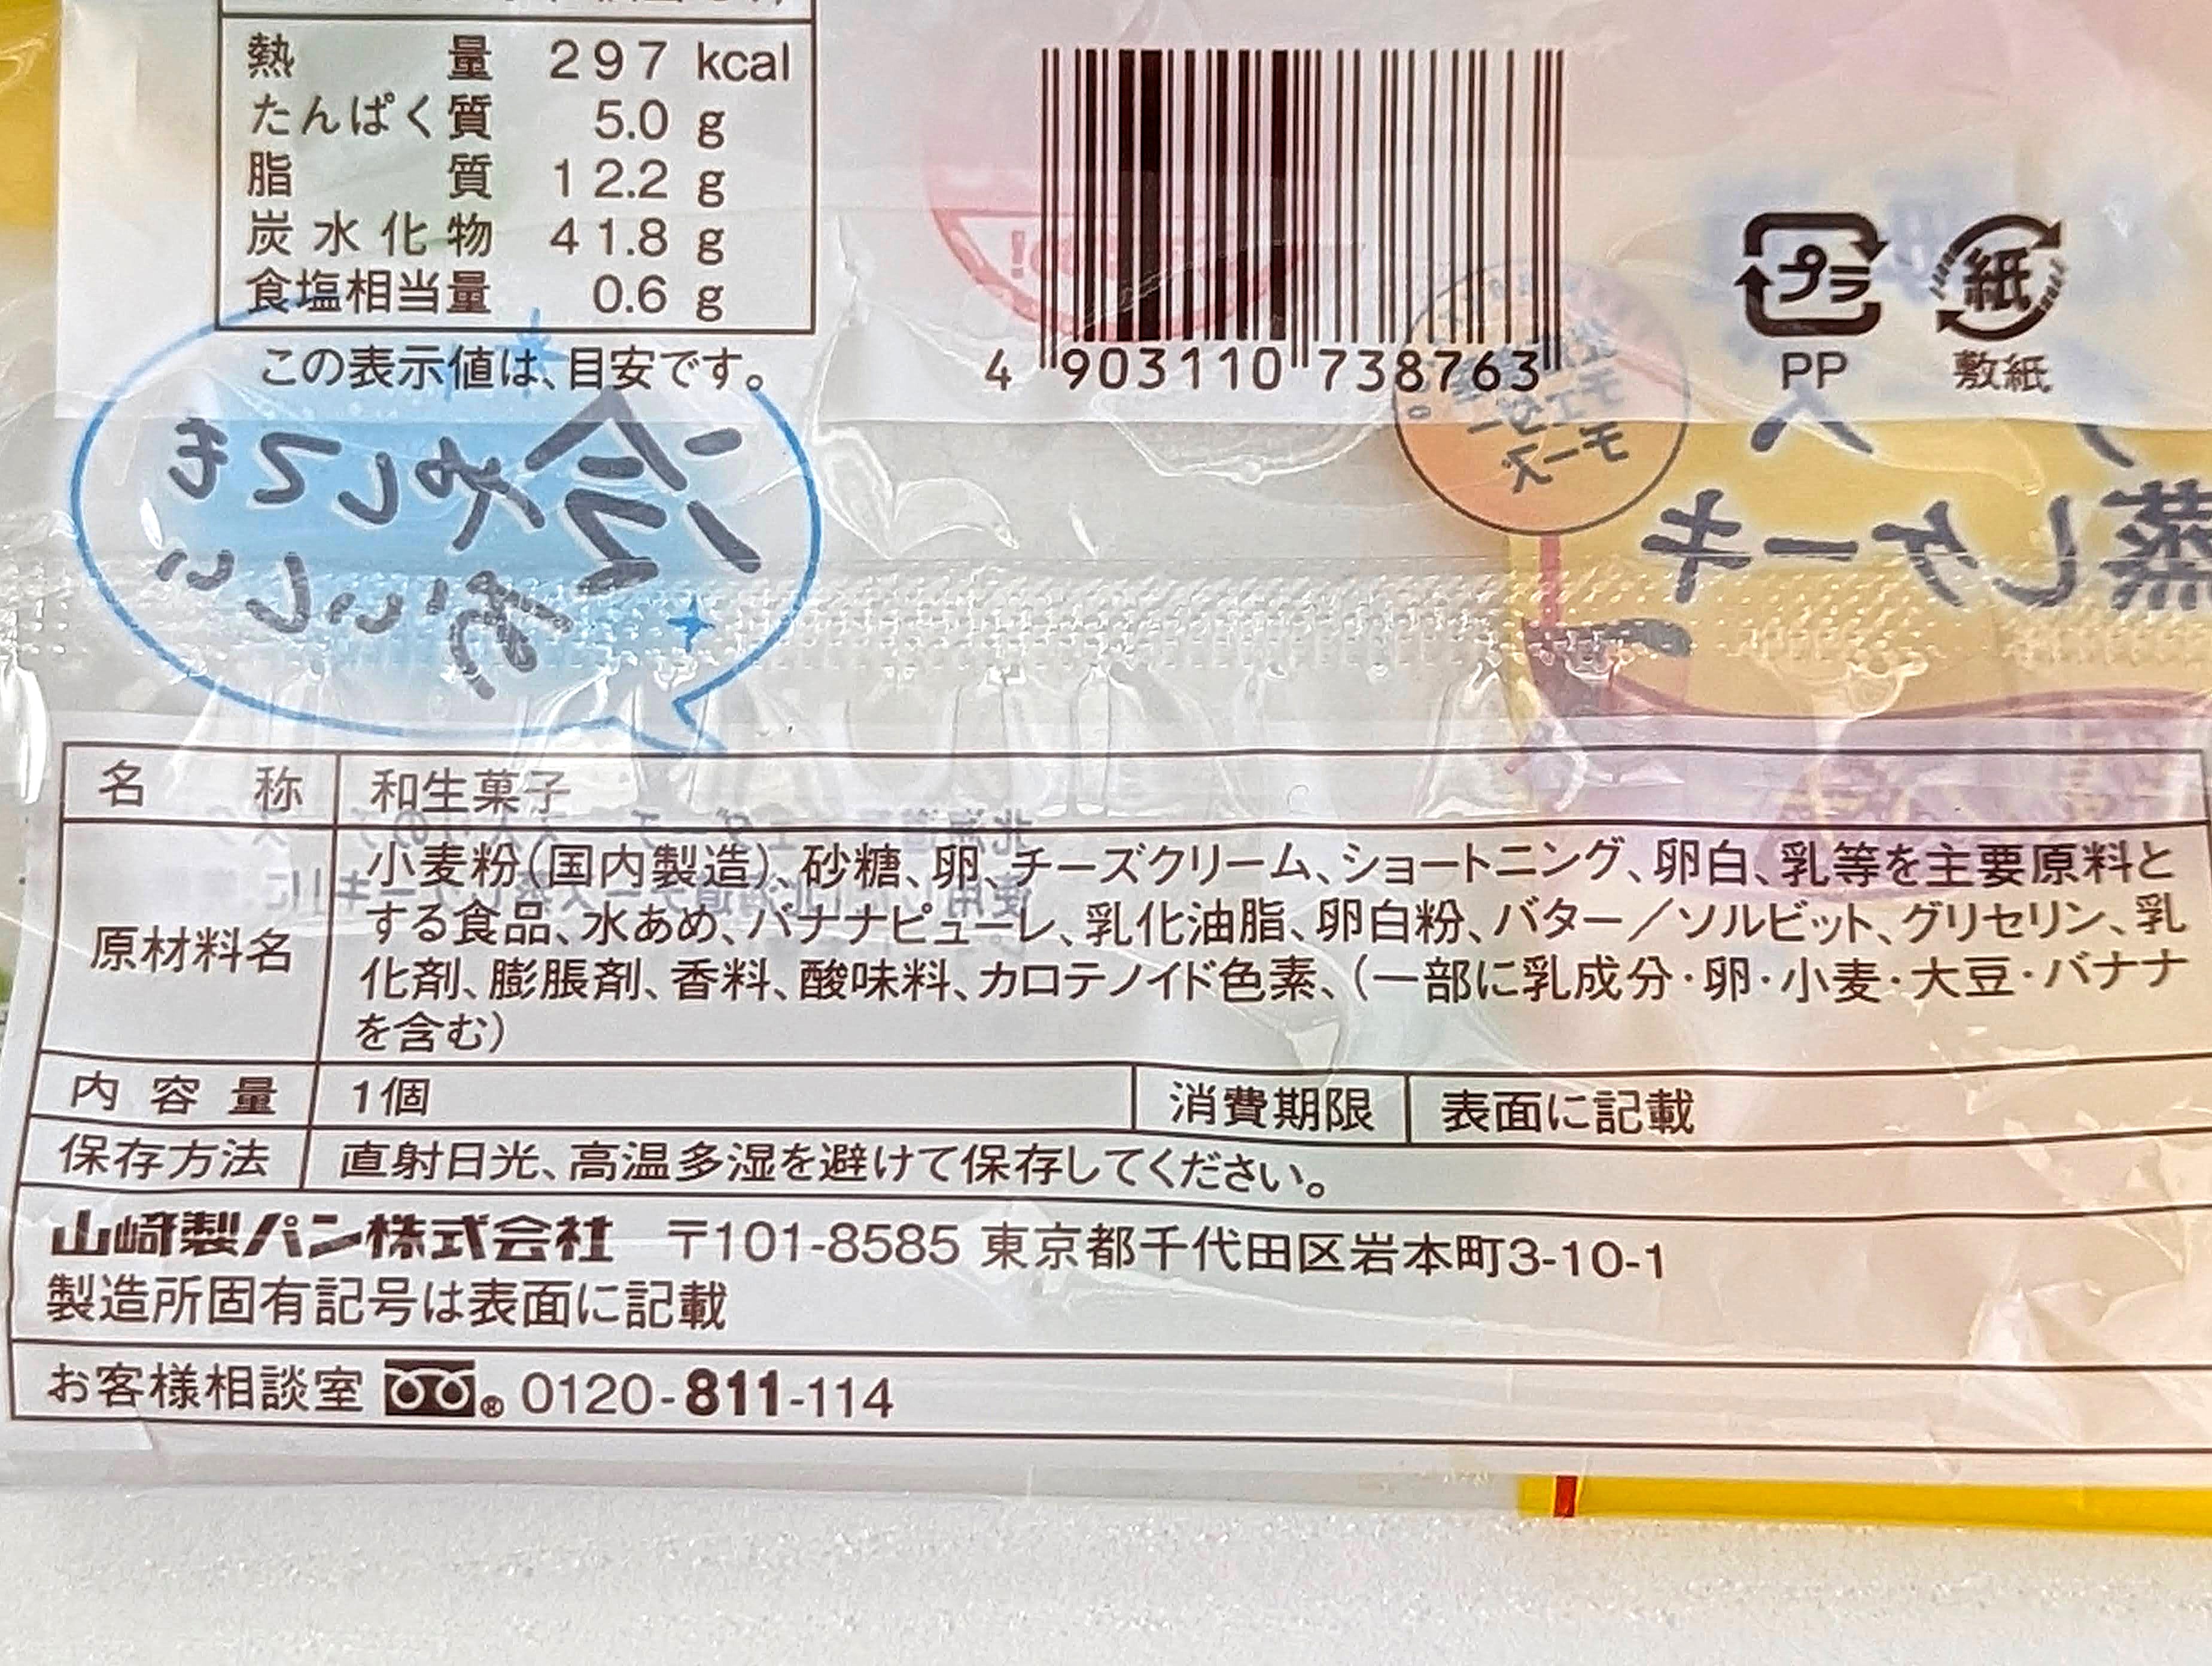 熱量 297 kcal
たんぱく質 5.0 g
脂質 12.2 g
炭水化物 41.8 g
食塩相当量 0.6 g
この表示値は、目安です。
4 903110 738763
プラ
PP
紙
敷紙
チェダー
チーズ
蒸しケーキ
冷やしても
おいしい
名称 和生菓子
原材料名 小麦粉(国内製造)、砂糖、卵、チーズクリーム、ショートニング、卵白、乳等を主要原料と
する食品、水あめ、バナナピューレ、乳化油脂、卵白粉、バター／ソルビット、グリセリン、乳
化剤、膨脹剤、香料、酸味料、カロテノイド色素、(一部に乳成分・卵・小麦・大豆・バナナ
を含む)
内容量 1個 消費期限 表面に記載
保存方法 直射日光、高温多湿を避けて保存してください。
山崎製パン株式会社 〒101-8585 東京都千代田区岩本町3-10-1
製造所固有記号は表面に記載
お客様相談室 ® 0120-811-114